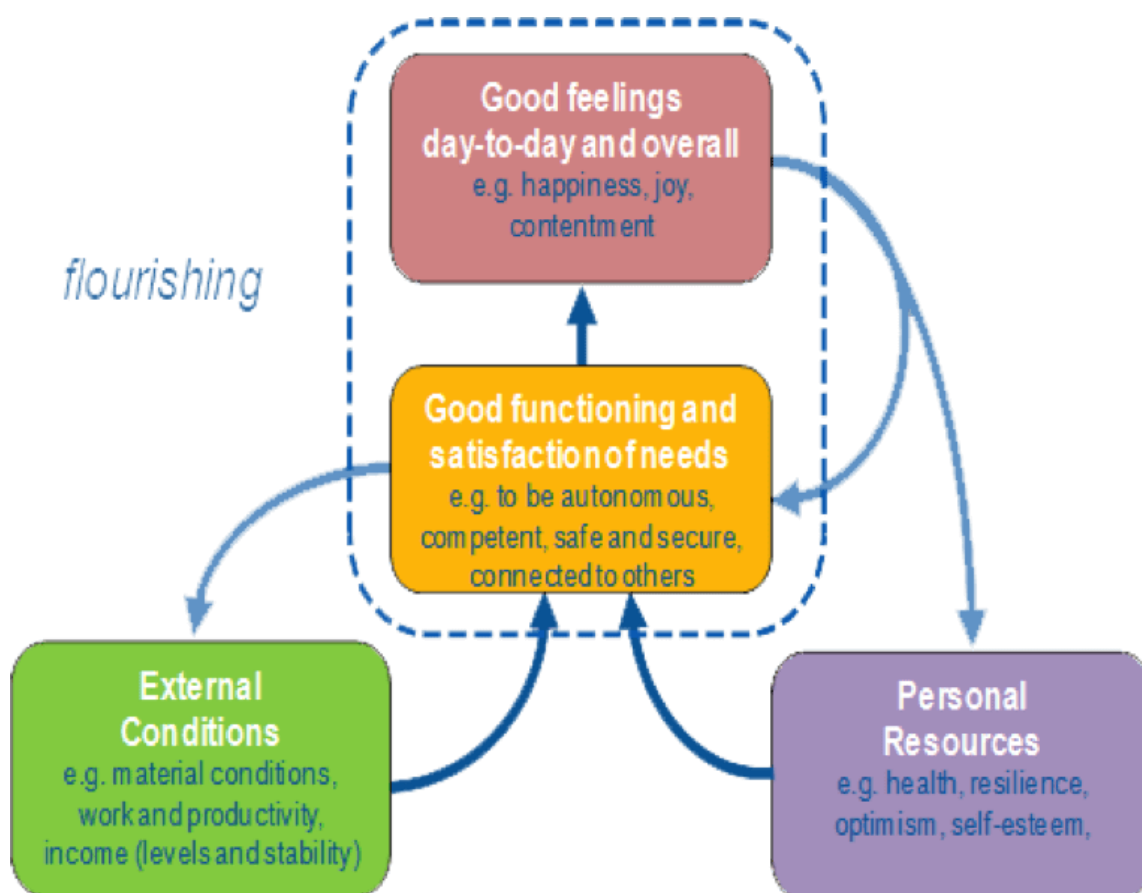 Good feelings
day-to-day and overall
e.g. happiness, joy,
contentment
flourishing
Good functioning and
satisfaction of needs
e.g. to be autonomous,
competent, safe and secure,
connected to others
External
Conditions
e.g. material conditions,
work and productivity,
income (levels and stability)
Personal
Resources
e.g. health, resilience,
optimism, self-esteem,